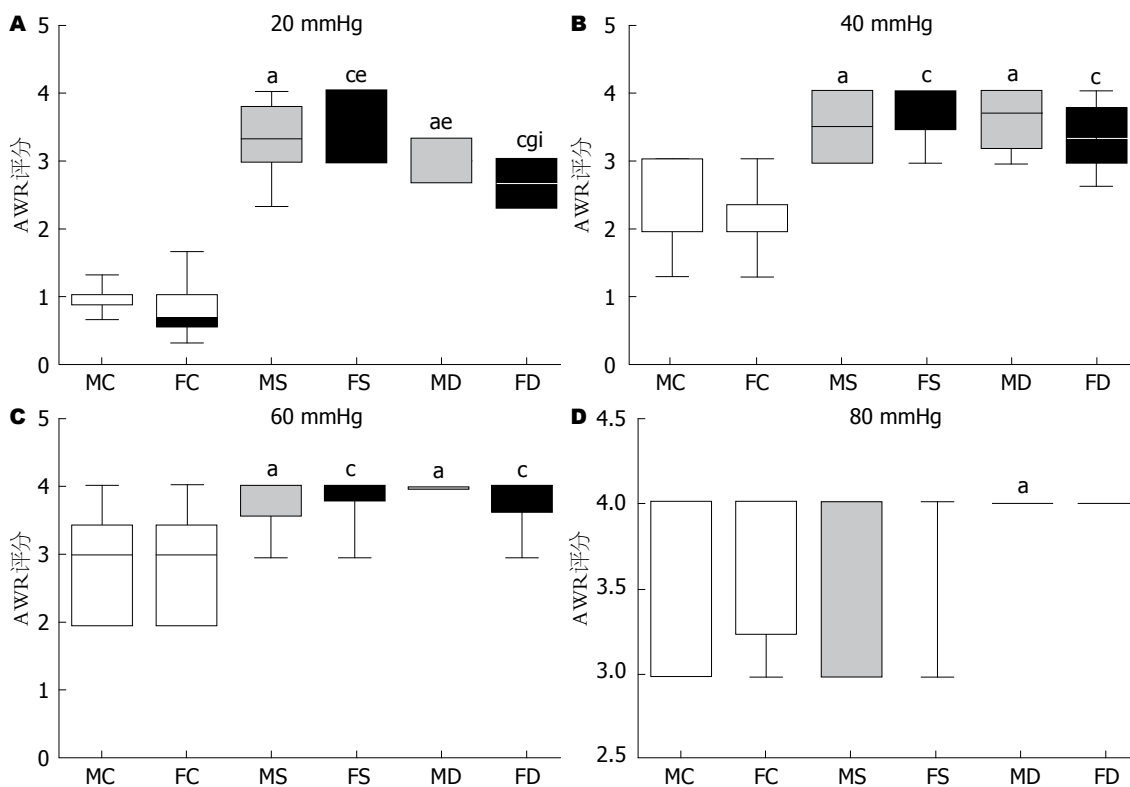 A 20 mmHg
5
4
3
2
1
0
AWR评分
a
ce
ae
cgi
MC FC MS FS MD FD
B 40 mmHg
5
4
3
2
1
0
AWR评分
a
c
a
c
MC FC MS FS MD FD
C 60 mmHg
5
4
3
2
1
0
AWR评分
a
c
a
c
MC FC MS FS MD FD
D 80 mmHg
4.5
4.0
3.5
3.0
2.5
AWR评分
a
MC FC MS FS MD FD